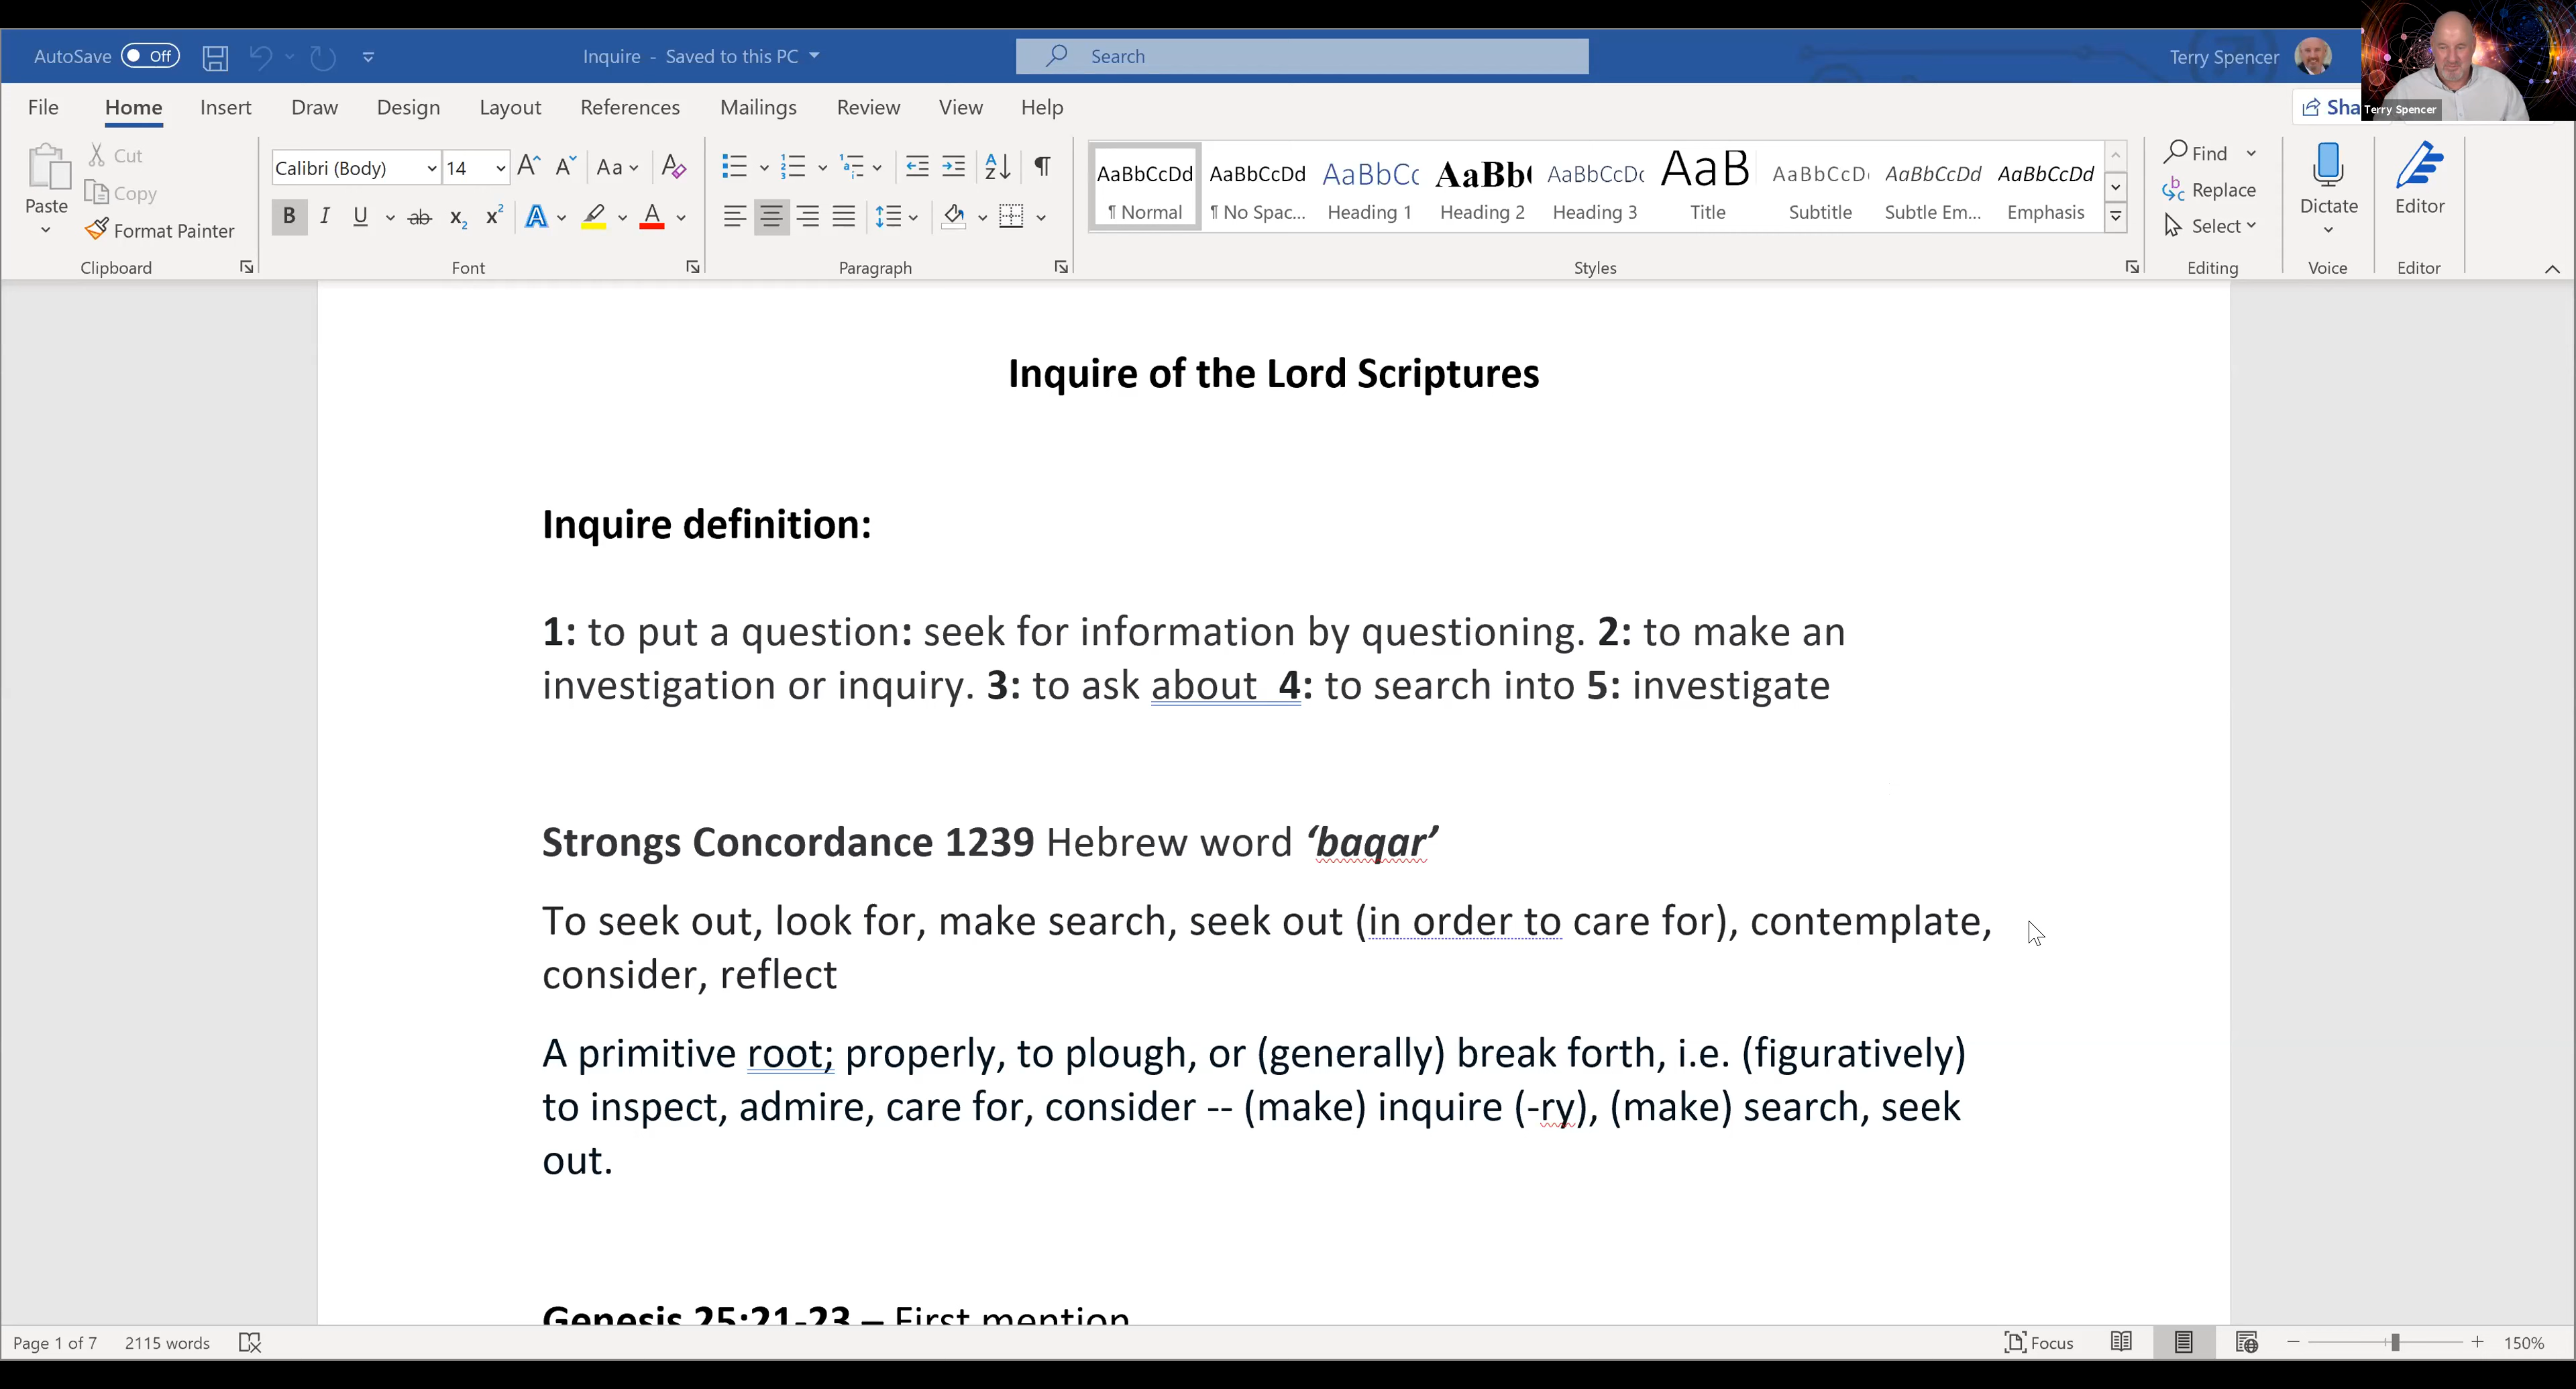 AutoSave Off Inquire - Saved to this PC Search Terry Spencer
File Home Insert Draw Design Layout References Mailings Review View Help Sha Terry Spencer
Paste Cut Copy Format Painter
Clipboard
Calibri (Body) 14
Font
Paragraph
AaBbCcDd AaBbCcDd AaBbCc AaBb AaBbCcDc AaB AaBbCcD AaBbCcDd AaBbCcDd
¶ Normal ¶ No Spac... Heading 1 Heading 2 Heading 3 Title Subtitle Subtle Em... Emphasis
Styles
Find
Replace
Select
Editing
Dictate
Voice
Editor
Editor
Inquire of the Lord Scriptures
Inquire definition:
1: to put a question: seek for information by questioning. 2: to make an
investigation or inquiry. 3: to ask about  4: to search into 5: investigate
Strongs Concordance 1239 Hebrew word ‘baqar’
To seek out, look for, make search, seek out (in order to care for), contemplate,
consider, reflect
A primitive root; properly, to plough, or (generally) break forth, i.e. (figuratively)
to inspect, admire, care for, consider -- (make) inquire (-ry), (make) search, seek
out.
Genesis 25:21-23 – First mention
Page 1 of 7 2115 words Focus 150%